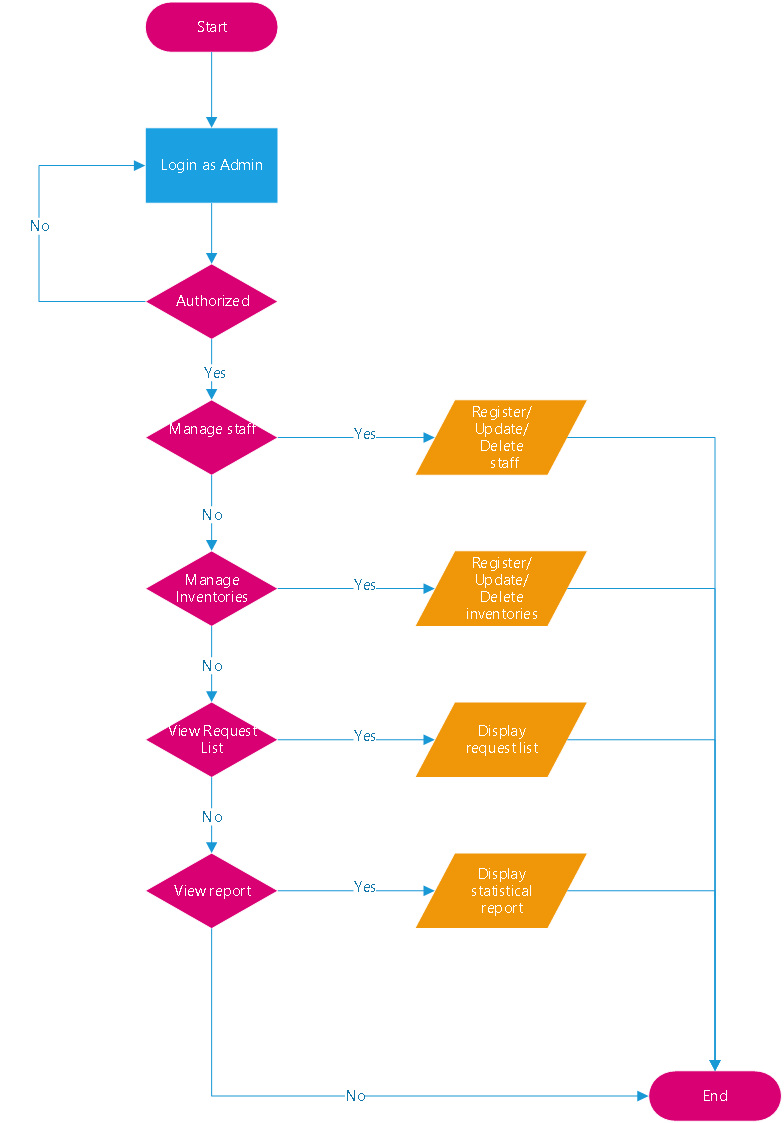 Start
Login as Admin
No
Authorized
Yes
Manage staff
Yes
Register/
Update/
Delete
staff
No
Manage
Inventories
Yes
Register/
Update/
Delete
inventories
No
View Request
List
Yes
Display
request list
No
View report
Yes
Display
statistical
report
No
End